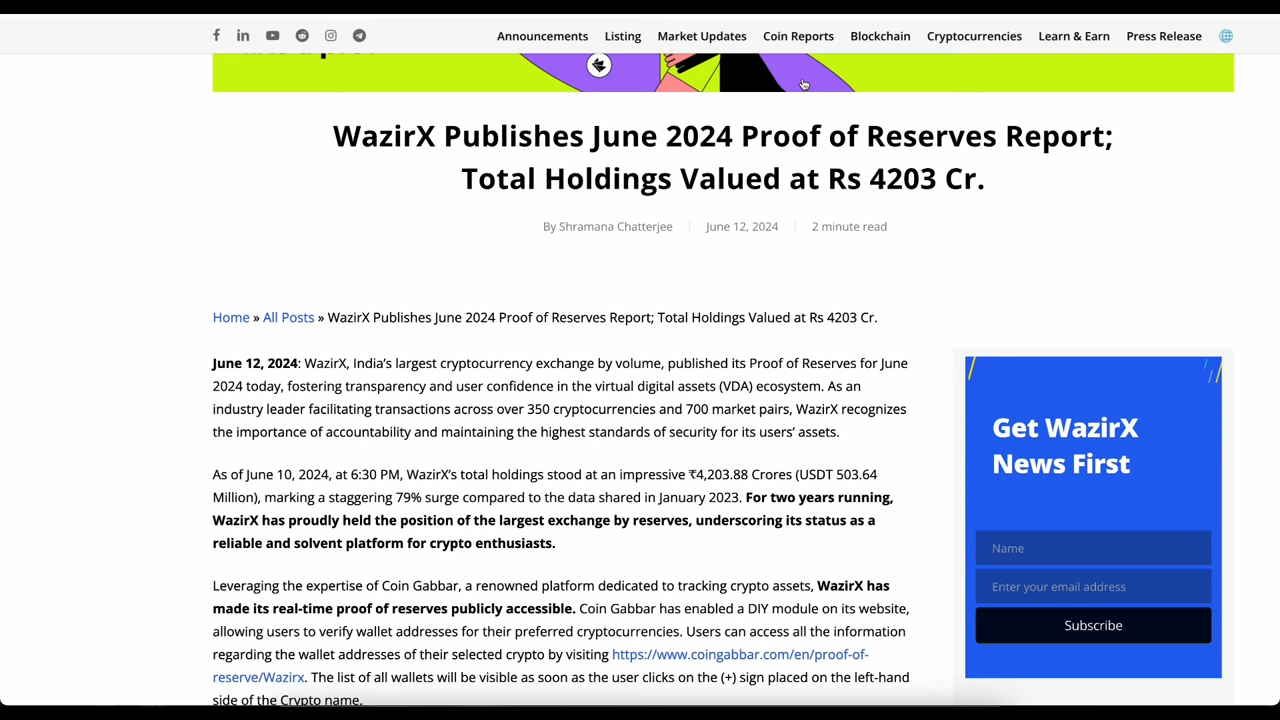 Announcements Listing Market Updates Coin Reports Blockchain Cryptocurrencies Learn & Earn Press Release
WazirX Publishes June 2024 Proof of Reserves Report;
Total Holdings Valued at Rs 4203 Cr.
By Shramana Chatterjee June 12, 2024 2 minute read
Home » All Posts » WazirX Publishes June 2024 Proof of Reserves Report; Total Holdings Valued at Rs 4203 Cr.
June 12, 2024: WazirX, India’s largest cryptocurrency exchange by volume, published its Proof of Reserves for June
2024 today, fostering transparency and user confidence in the virtual digital assets (VDA) ecosystem. As an
industry leader facilitating transactions across over 350 cryptocurrencies and 700 market pairs, WazirX recognizes
the importance of accountability and maintaining the highest standards of security for its users’ assets.
As of June 10, 2024, at 6:30 PM, WazirX’s total holdings stood at an impressive ₹4,203.88 Crores (USDT 503.64
Million), marking a staggering 79% surge compared to the data shared in January 2023. For two years running,
WazirX has proudly held the position of the largest exchange by reserves, underscoring its status as a
reliable and solvent platform for crypto enthusiasts.
Leveraging the expertise of Coin Gabbar, a renowned platform dedicated to tracking crypto assets, WazirX has
made its real-time proof of reserves publicly accessible. Coin Gabbar has enabled a DIY module on its website,
allowing users to verify wallet addresses for their preferred cryptocurrencies. Users can access all the information
regarding the wallet addresses of their selected crypto by visiting https://www.coingabbar.com/en/proof-of-
reserve/Wazirx. The list of all wallets will be visible as soon as the user clicks on the (+) sign placed on the left-hand
side of the Crypto name.
Get WazirX
News First
Name
Enter your email address
Subscribe